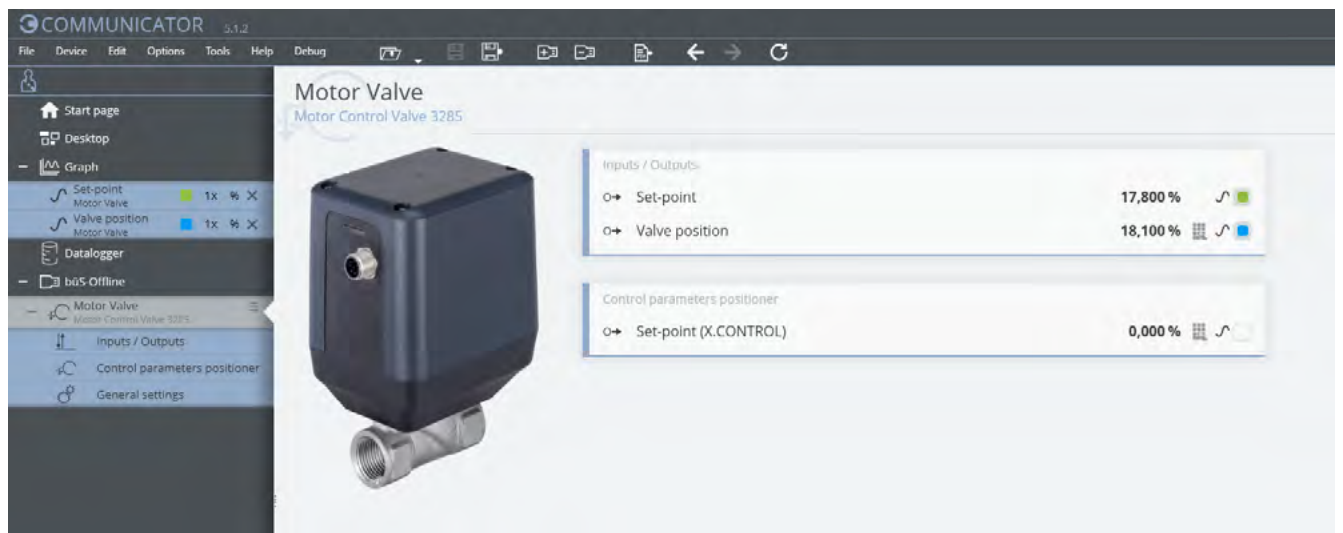 COMMUNICATOR 5.1.2
File Device Edit Options Tools Help Debug
Start page
Desktop
Graph
Set-point
Motor Valve
1x % X
Valve position
Motor Valve
1x % X
Datalogger
büS Offline
Motor Valve
Motor Control Valve 3285
Inputs / Outputs
Control parameters positioner
General settings
Motor Valve
Motor Control Valve 3285
Inputs / Outputs
Set-point 17,800 %
Valve position 18,100 %
Control parameters positioner
Set-point (X.CONTROL) 0,000 %